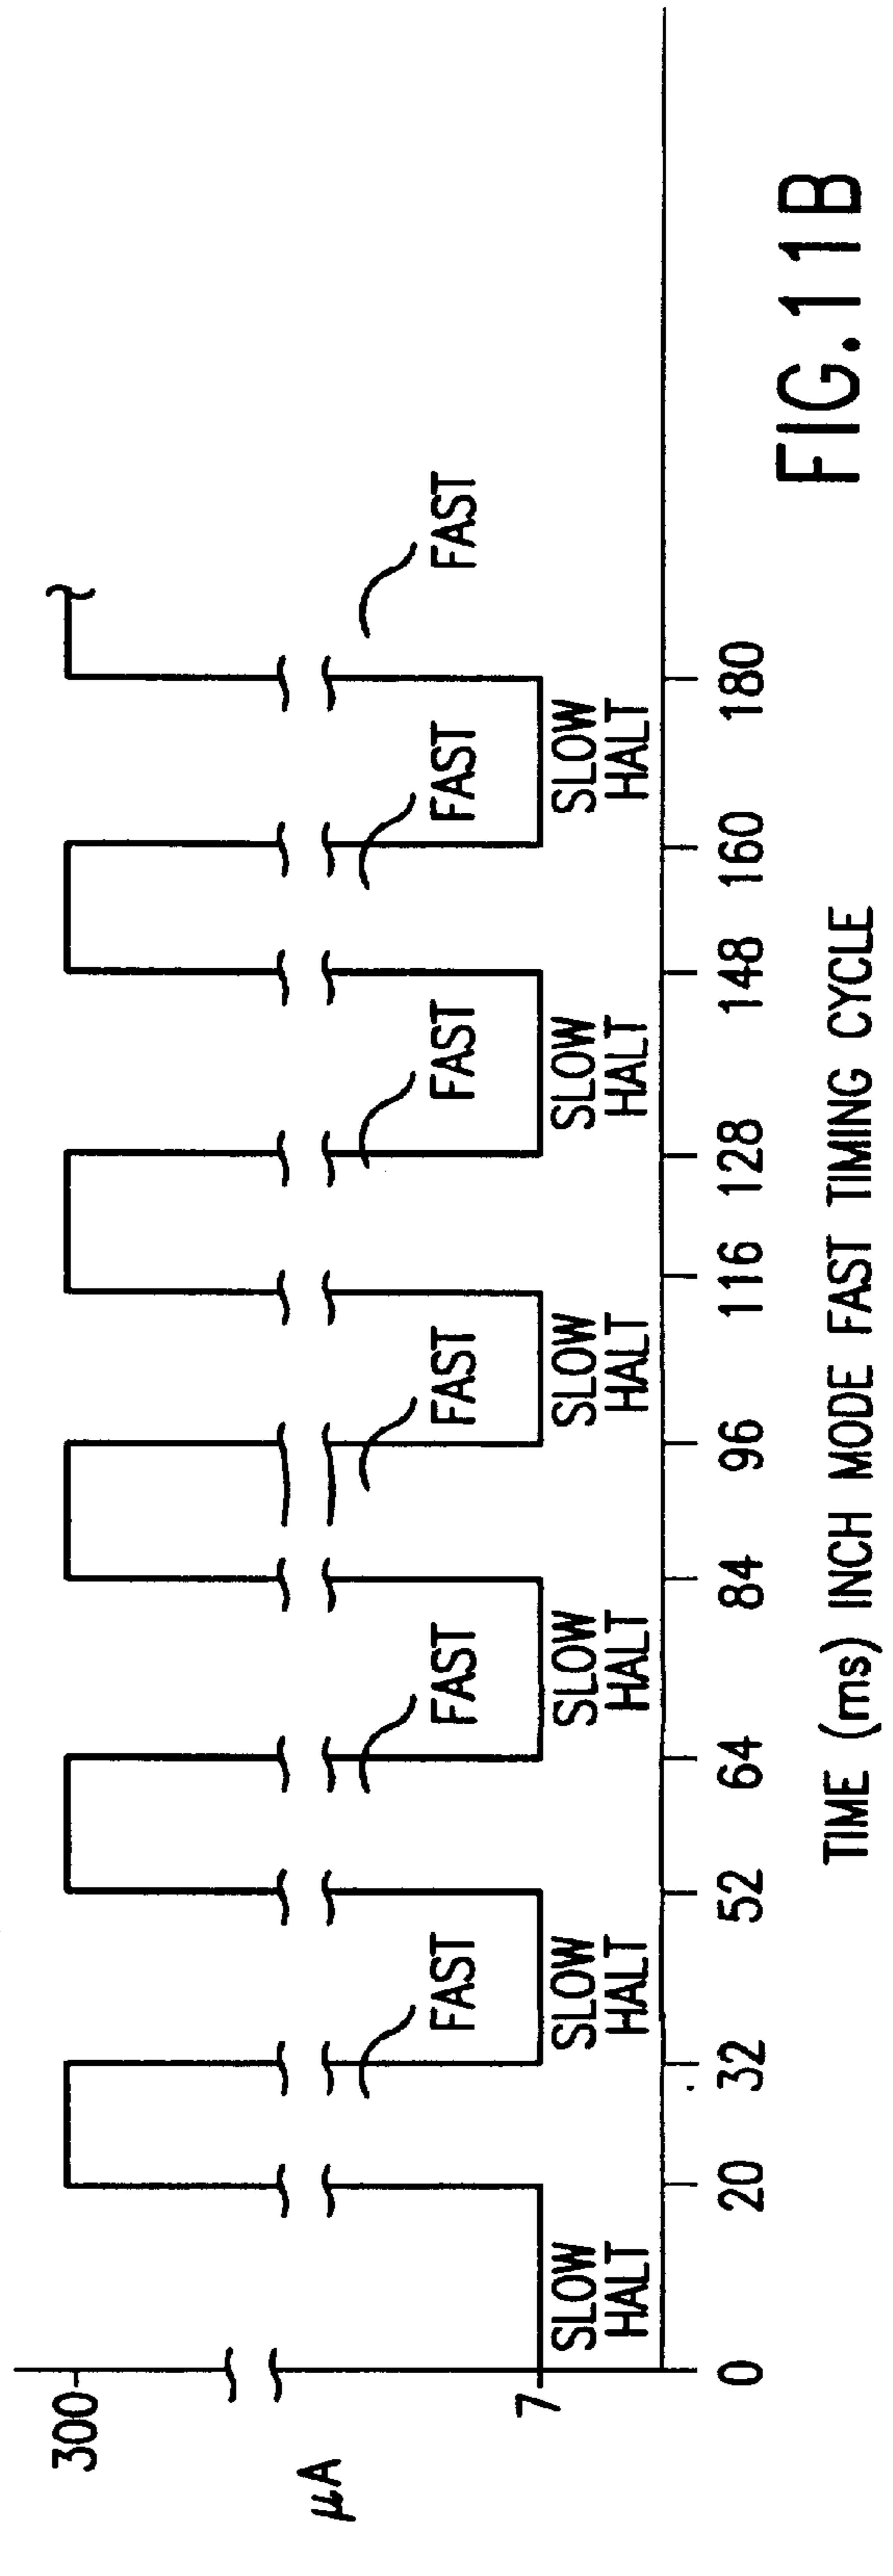 300
µA
7
FAST
FAST
FAST
FAST
FAST
FAST
SLOW
HALT
SLOW
HALT
SLOW
HALT
SLOW
HALT
SLOW
HALT
SLOW
HALT
0 20 32 52 64 84 96 116 128 148 160 180
TIME (ms) INCH MODE FAST TIMING CYCLE
FIG.11B